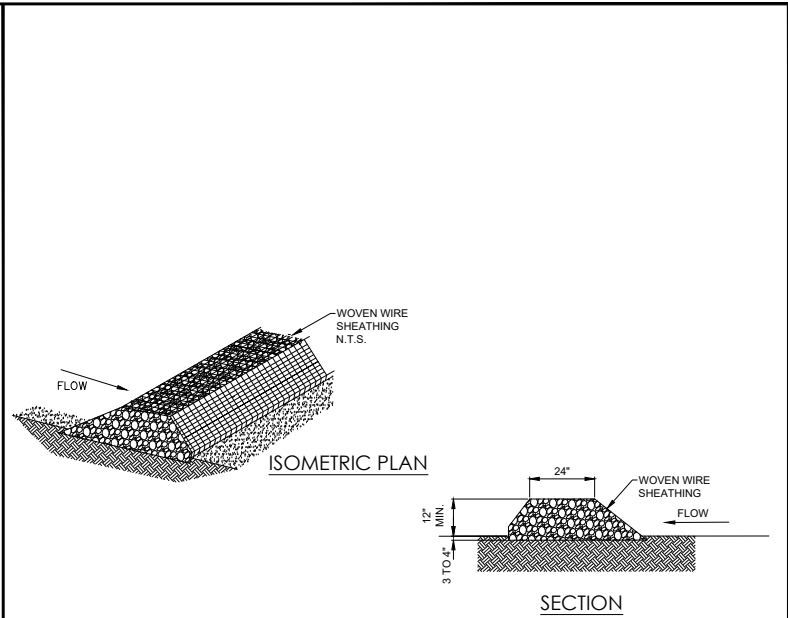 WOVEN WIRE
SHEATHING
N.T.S.
FLOW
ISOMETRIC PLAN
24"
WOVEN WIRE
SHEATHING
12"
MIN.
FLOW
3 TO 4"
SECTION